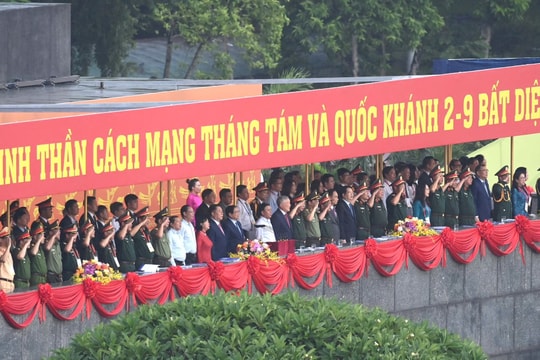 INH THẦN CÁCH MẠNG THÁNG TÁM VÀ QUỐC KHÁNH 2-9 BẤT DIỆ